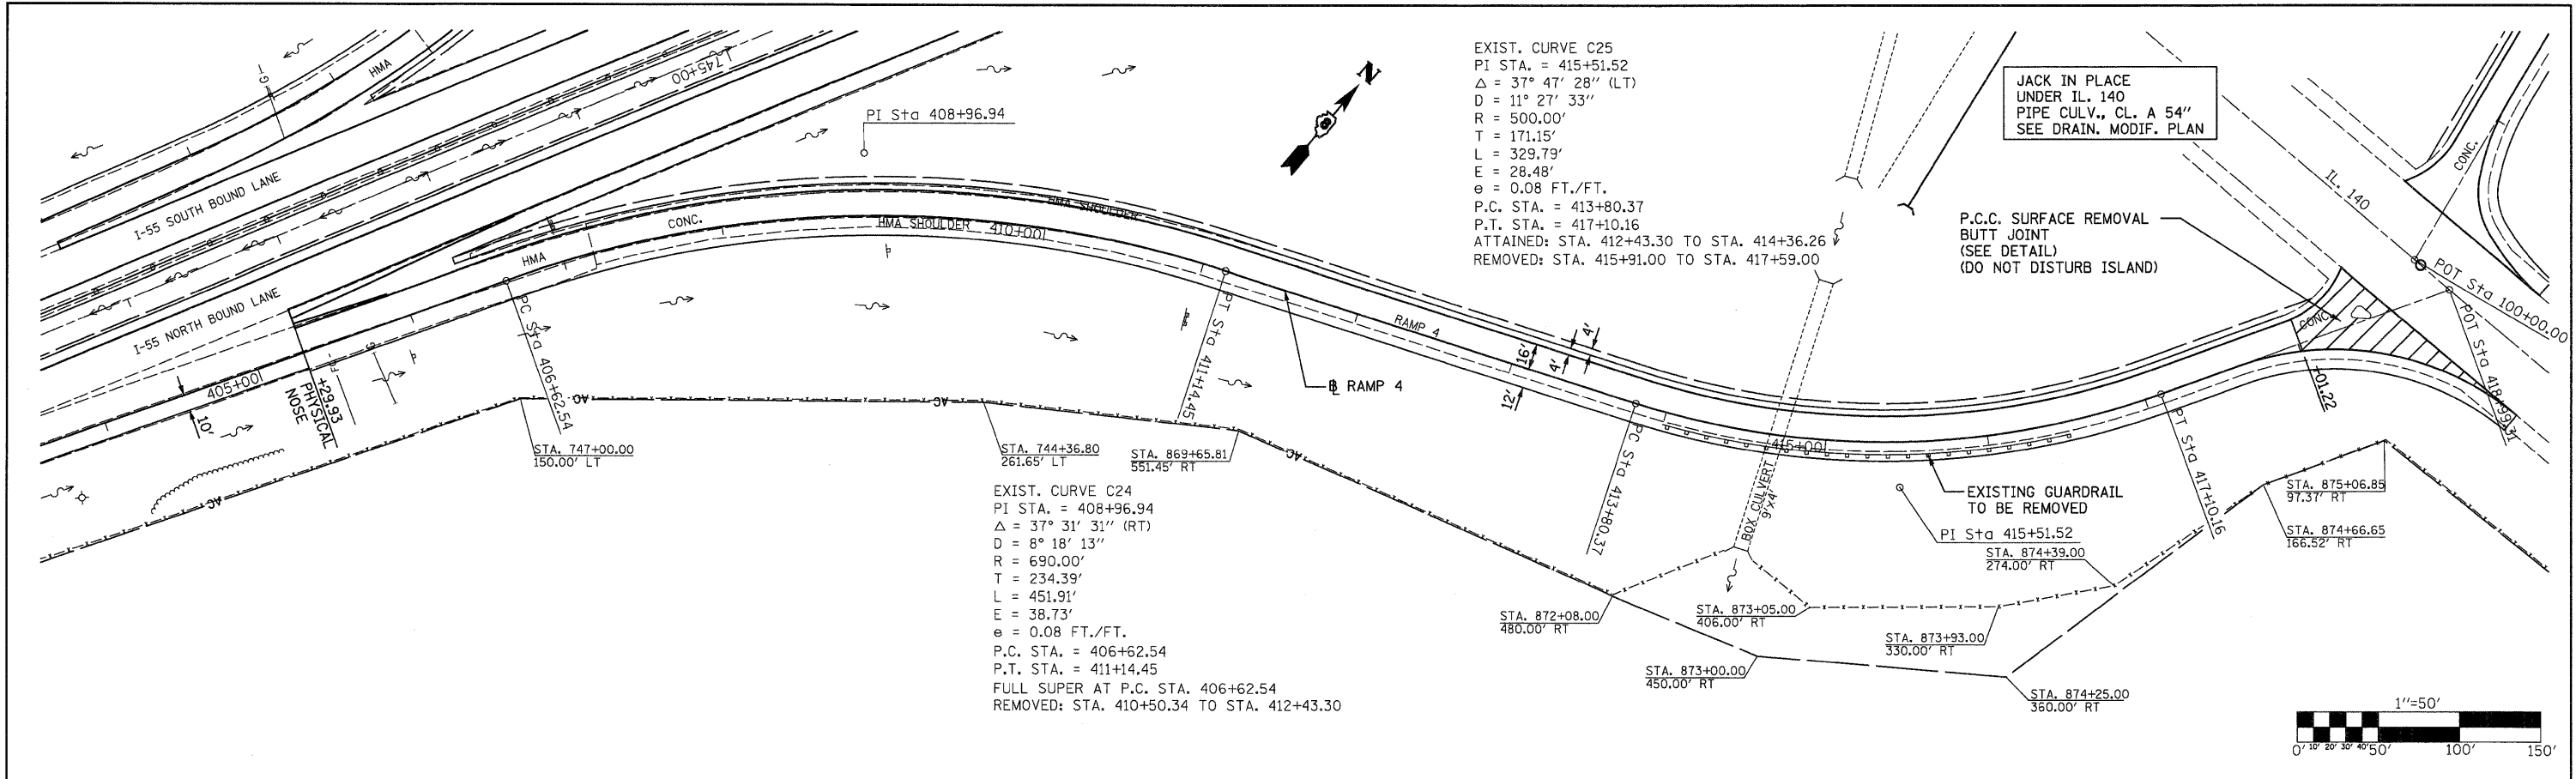 EXIST. CURVE C25
PI STA. = 415+51.52
Δ = 37° 47' 28'' (LT)
D = 11° 27' 33''
R = 500.00'
T = 171.15'
L = 329.79'
E = 28.48'
e = 0.08 FT./FT.
P.C. STA. = 413+80.37
P.T. STA. = 417+10.16
ATTAINED: STA. 412+43.30 TO STA. 414+36.26
REMOVED: STA. 415+91.00 TO STA. 417+59.00
JACK IN PLACE
UNDER IL. 140
PIPE CULV., CL. A 54''
SEE DRAIN. MODIF. PLAN
N
HMA
L745+00
PI Sta 408+96.94
I-55 SOUTH BOUND LANE
I-55 NORTH BOUND LANE
HMA
CONC.
HMA SHOULDER
410+00
HMA SHOULDER
CONC.
IL. 140
P.C.C. SURFACE REMOVAL
BUTT JOINT
(SEE DETAIL)
(DO NOT DISTURB ISLAND)
POT Sta 100+00.00
POT Sta 418+99.31
CONC.
+01.22
405+00
10'
+29.93
PHYSICAL
NOSE
PC Sta 406+62.54
PT Sta 411+14.45
RAMP 4
RAMP 4
16'
4'
4'
12'
AC
AC
AC
AC
STA. 747+00.00
150.00' LT
STA. 744+36.80
261.65' LT
STA. 869+65.81
551.45' RT
PC Sta 413+80.37
415+00
BOX CULVERT
9'x4'
EXISTING GUARDRAIL
TO BE REMOVED
PI Sta 415+51.52
PT Sta 417+10.16
STA. 875+06.85
97.37' RT
STA. 874+66.65
166.52' RT
STA. 874+39.00
274.00' RT
EXIST. CURVE C24
PI STA. = 408+96.94
Δ = 37° 31' 31'' (RT)
D = 8° 18' 13''
R = 690.00'
T = 234.39'
L = 451.91'
E = 38.73'
e = 0.08 FT./FT.
P.C. STA. = 406+62.54
P.T. STA. = 411+14.45
FULL SUPER AT P.C. STA. 406+62.54
REMOVED: STA. 410+50.34 TO STA. 412+43.30
STA. 872+08.00
480.00' RT
STA. 873+05.00
406.00' RT
STA. 873+93.00
330.00' RT
STA. 873+00.00
450.00' RT
STA. 874+25.00
360.00' RT
1''=50'
0' 10' 20' 30' 40' 50' 100' 150'